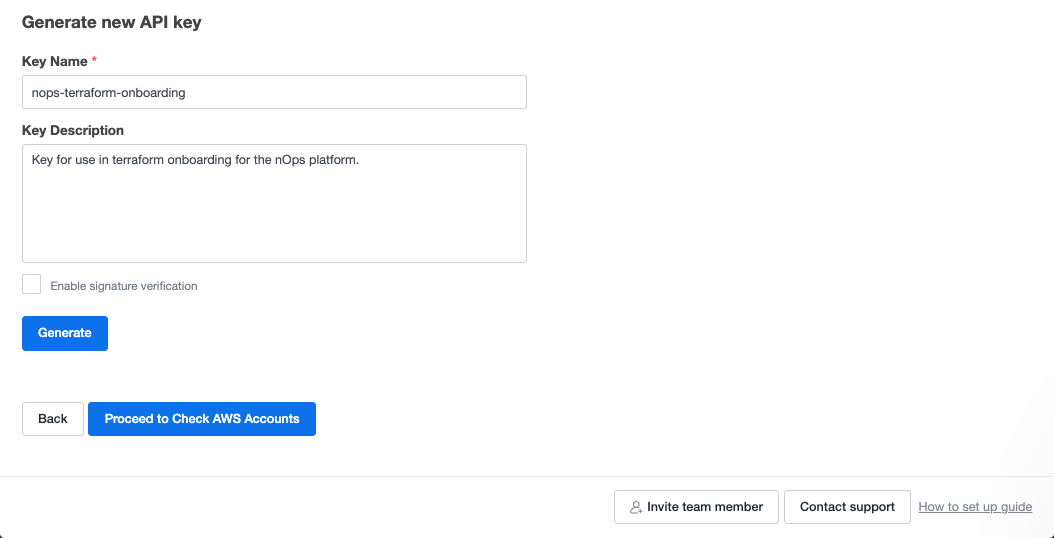 Generate new API key
Key Name *
nops-terraform-onboarding
Key Description
Key for use in terraform onboarding for the nOps platform.
Enable signature verification
Generate
Back
Proceed to Check AWS Accounts
Invite team member
Contact support
How to set up guide